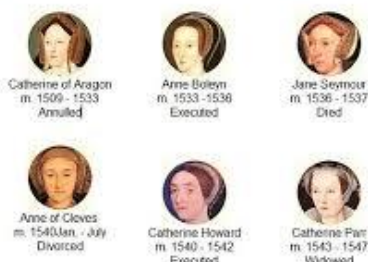 Catherine of Aragon
m. 1509 - 1533
Annulled
Anne Boleyn
m. 1533 -1536
Executed
Jane Seymour
m. 1536 - 1537
Died
Anne of Cleves
m. 1540Jan. - July
Divorced
Catherine Howard
m. 1540 - 1542
Executed
Catherine Parr
m. 1543 - 1547
Widowed